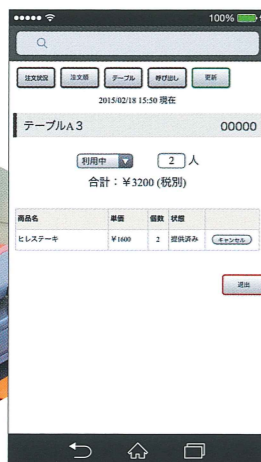 100%
注文状況 注文順 テーブル 呼び出し 更新
2015/02/18 15:50 現在
テーブルA3 00000
利用中 2 人
合計：￥3200 (税別)
商品名 単価 個数 状態
ヒレステーキ ￥1600 2 提供済み キャンセル
退出